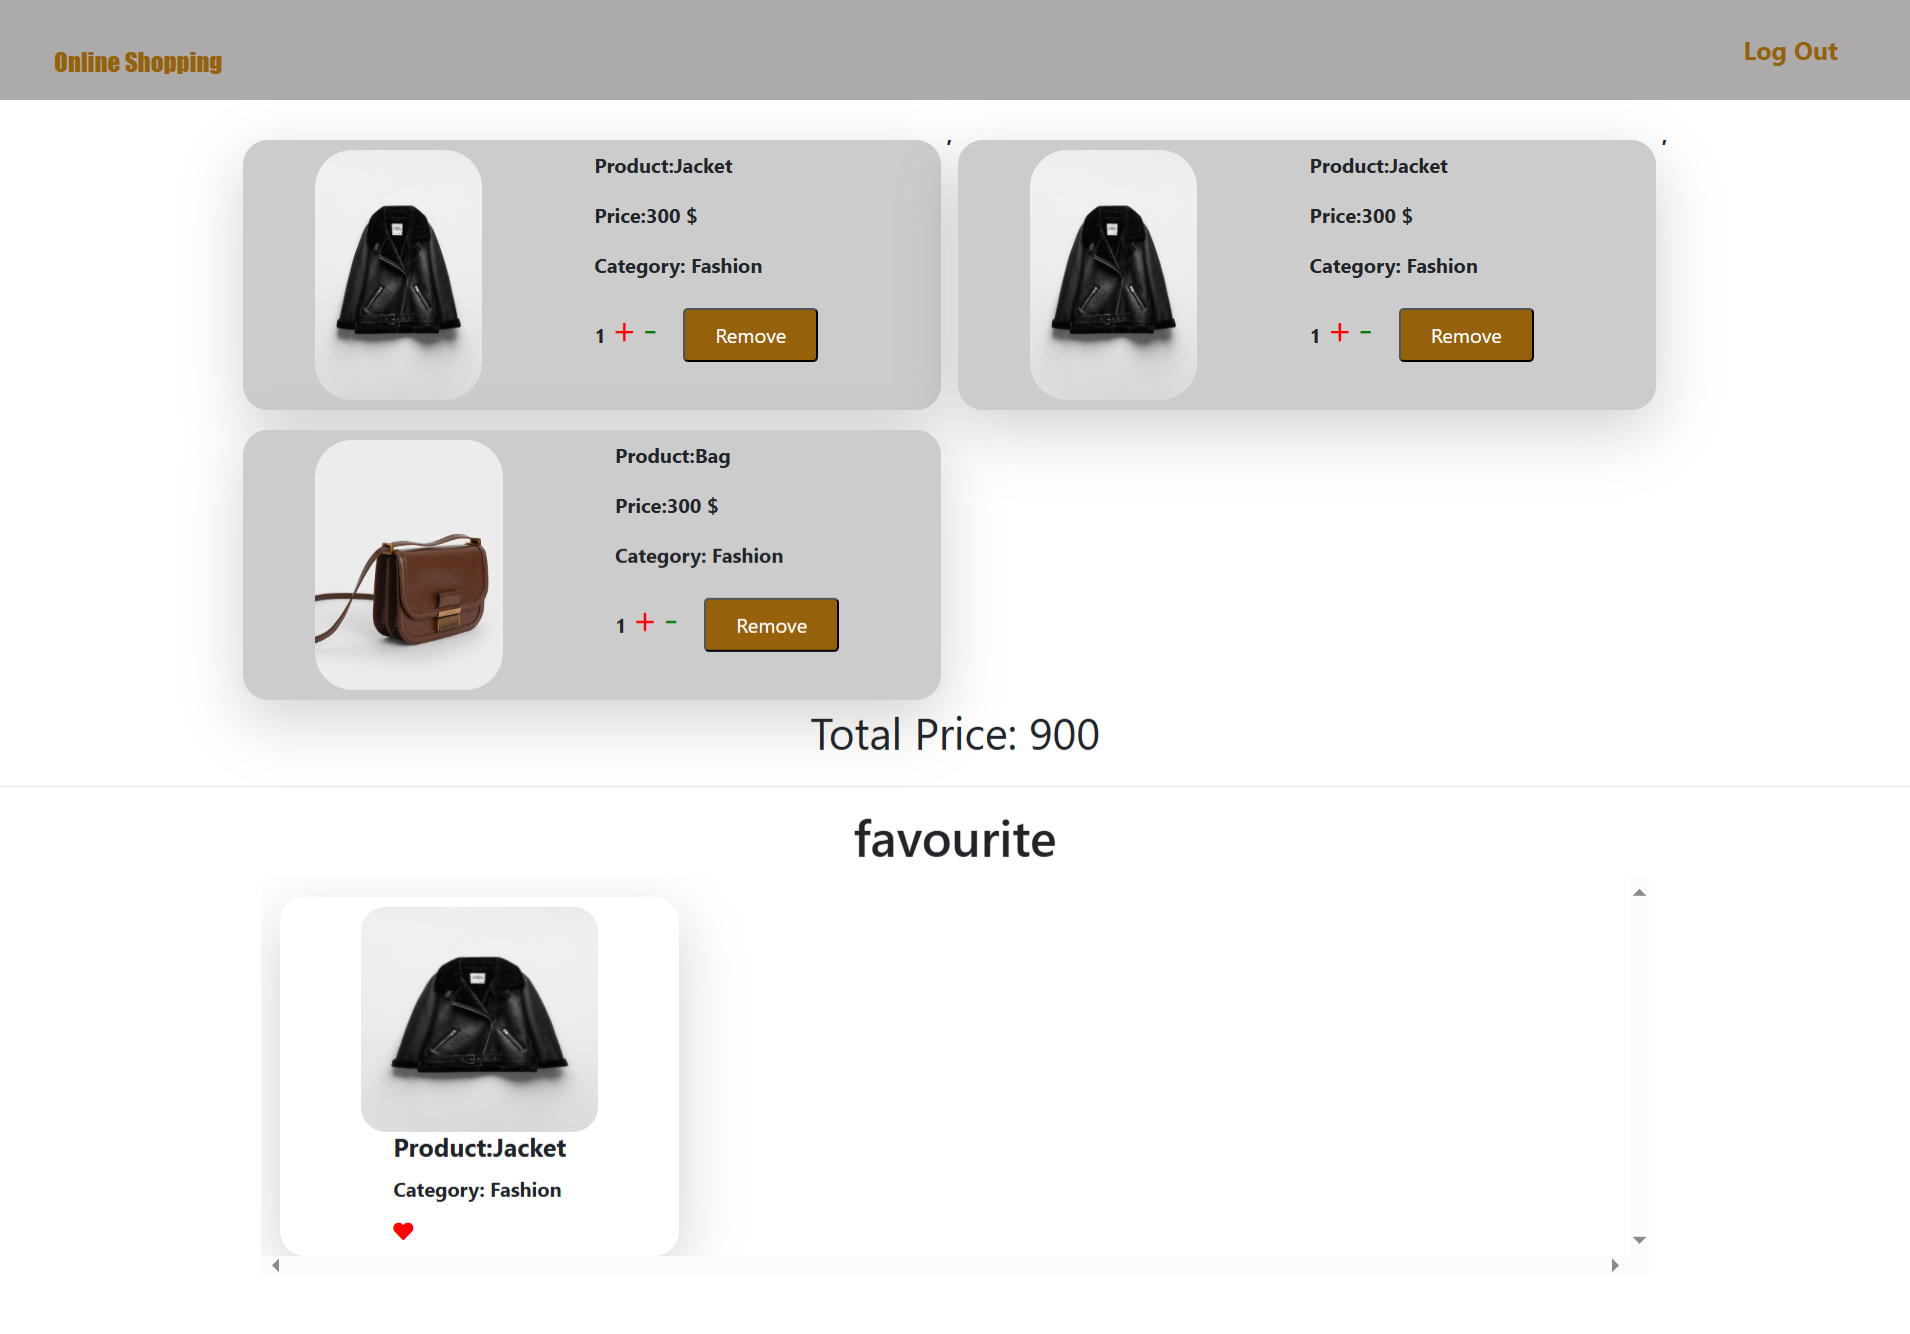 Online Shopping
Log Out
Product:Jacket
Price:300 $
Category: Fashion
1 + - Remove
,
Product:Jacket
Price:300 $
Category: Fashion
1 + - Remove
,
Product:Bag
Price:300 $
Category: Fashion
1 + - Remove
Total Price: 900
favourite
Product:Jacket
Category: Fashion